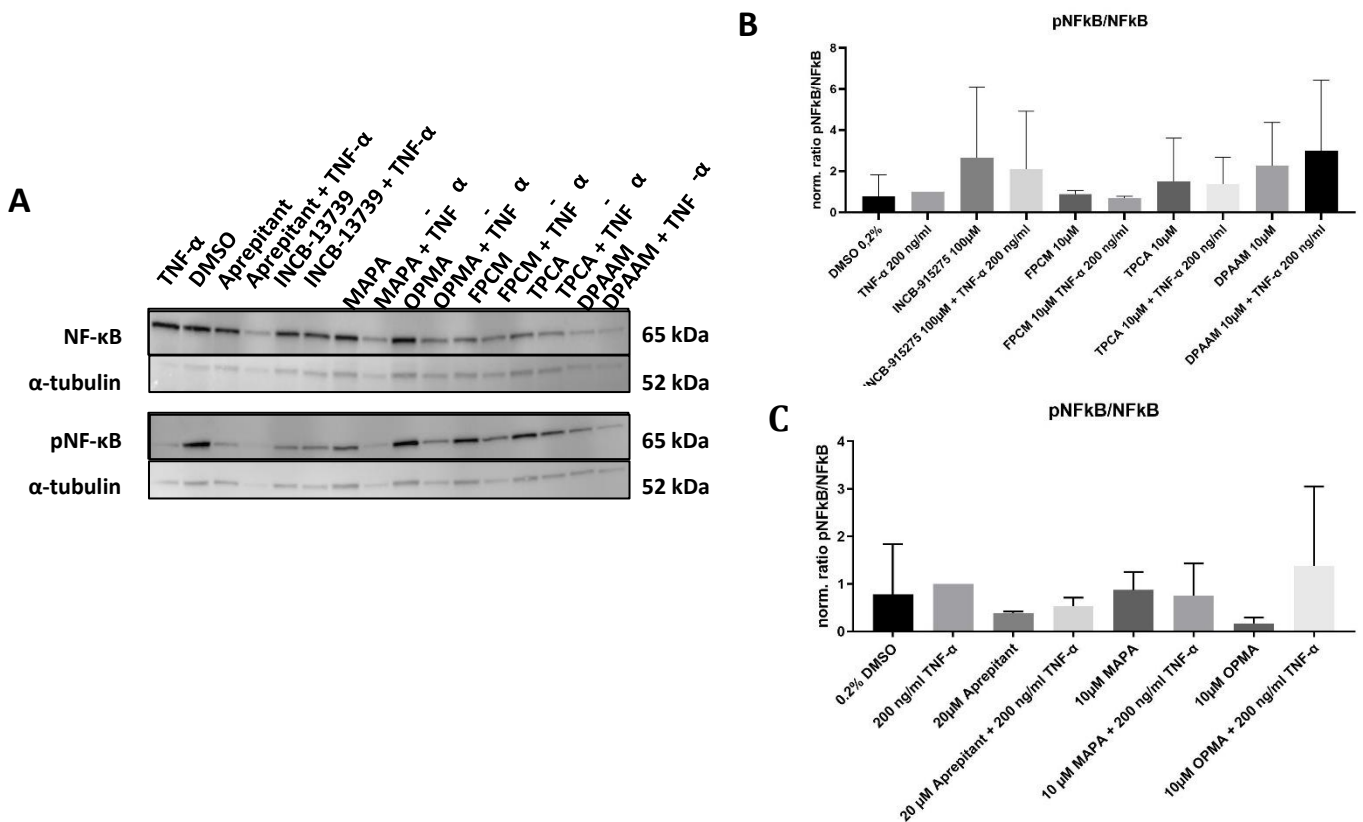 A
TNF-α
DMSO
Aprepitant
Aprepitant + TNF-α
INCB-13739
INCB-13739 + TNF-α
MAPA
MAPA + TNF-α
OPMA
OPMA + TNF-α
FPCM
FPCM + TNF-α
TPCA
TPCA + TNF-α
DPAAM
DPAAM + TNF-α
NF-κB
65 kDa
α-tubulin
52 kDa
pNF-κB
65 kDa
α-tubulin
52 kDa
B
pNFkB/NFkB
norm. ratio pNFkB/NFkB
8
6
4
2
0
DMSO 0,2%
TNF-α 200 ng/ml
INCB-915275 100µM
INCB-915275 100µM + TNF-α 200 ng/ml
FPCM 10µM
FPCM 10µM TNF-α 200 ng/ml
TPCA 10µM
TPCA 10µM + TNF-α 200 ng/ml
DPAAM 10µM
DPAAM 10µM + TNF-α 200 ng/ml
C
pNFkB/NFkB
norm. ratio pNFkB/NFkB
4
3
2
1
0
0.2% DMSO
200 ng/ml TNF-α
20µM Aprepitant
20 µM Aprepitant + 200 ng/ml TNF-α
10µM MAPA
10 µM MAPA + 200 ng/ml TNF-α
10µM OPMA
10µM OPMA + 200 ng/ml TNF-α